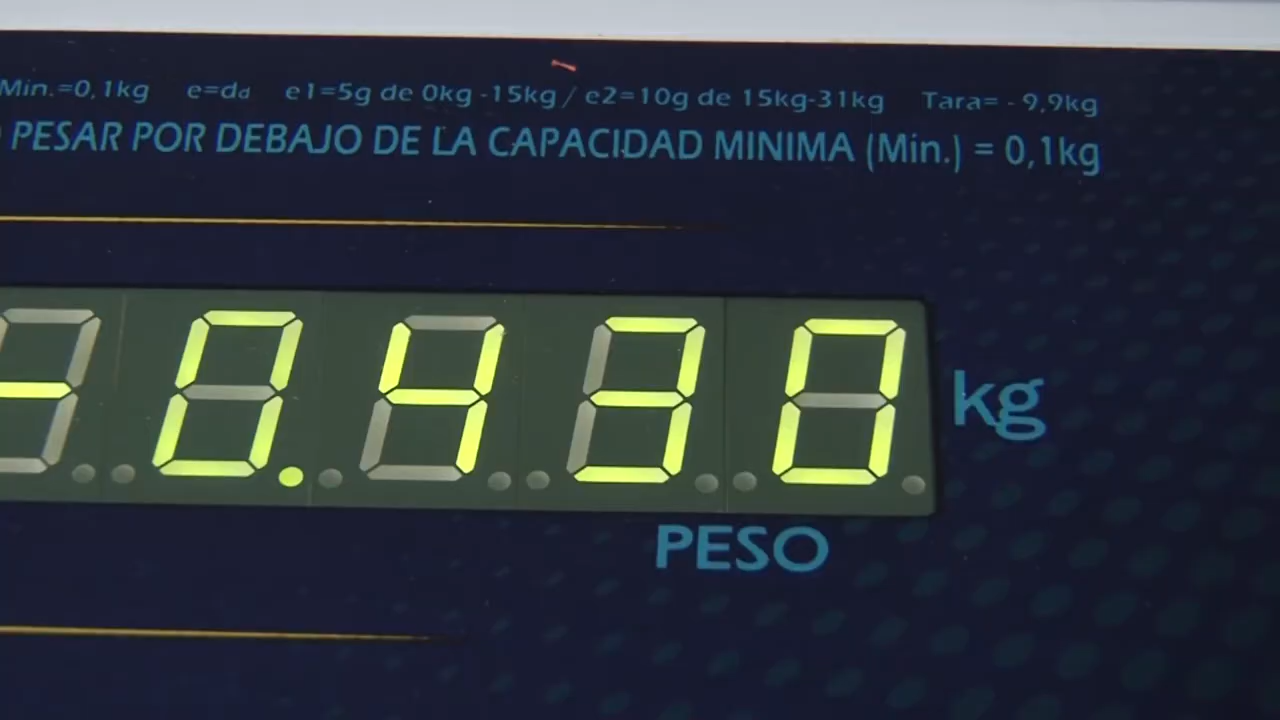 Min.=0,1kg e=dd e1=5g de 0kg -15kg / e2=10g de 15kg-31kg Tara= - 9,9kg
PESAR POR DEBAJO DE LA CAPACIDAD MINIMA (Min.) = 0,1kg
-0.430 kg
PESO